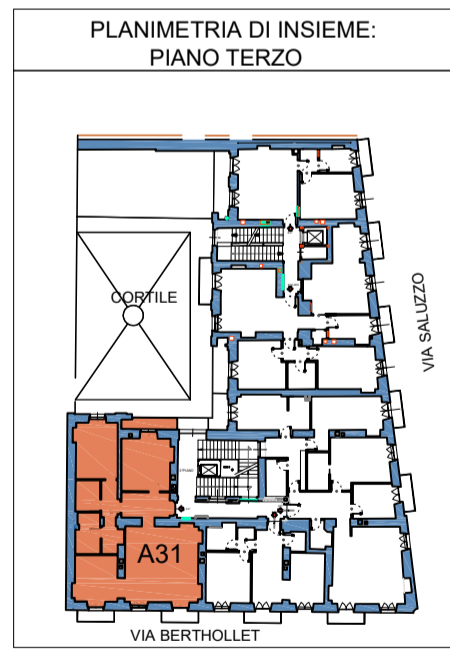 PLANIMETRIA DI INSIEME:
PIANO TERZO
CORTILE
VIA SALUZZO
A31
VIA BERTHOLLET